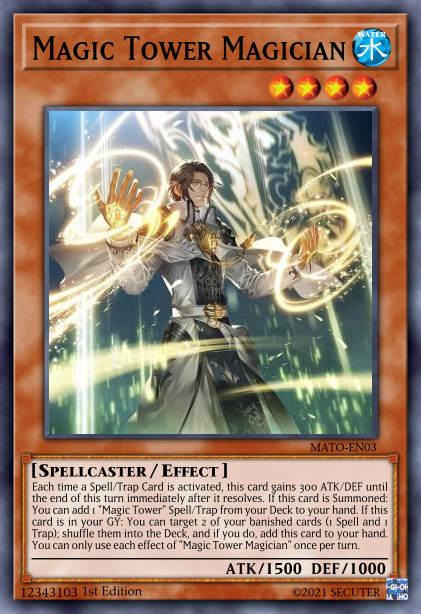 Magic Tower Magician
WATER
水
MATO-EN03
[Spellcaster / Effect ]
Each time a Spell/Trap Card is activated, this card gains 300 ATK/DEF until
the end of this turn immediately after it resolves. If this card is Summoned:
You can add 1 "Magic Tower" Spell/Trap from your Deck to your hand. If this
card is in your GY: You can target 2 of your banished cards (1 Spell and 1
Trap); shuffle them into the Deck, and if you do, add this card to your hand.
You can only use each effect of "Magic Tower Magician" once per turn.
ATK/1500 DEF/1000
12343103 1st Edition ©2021 SECUTER